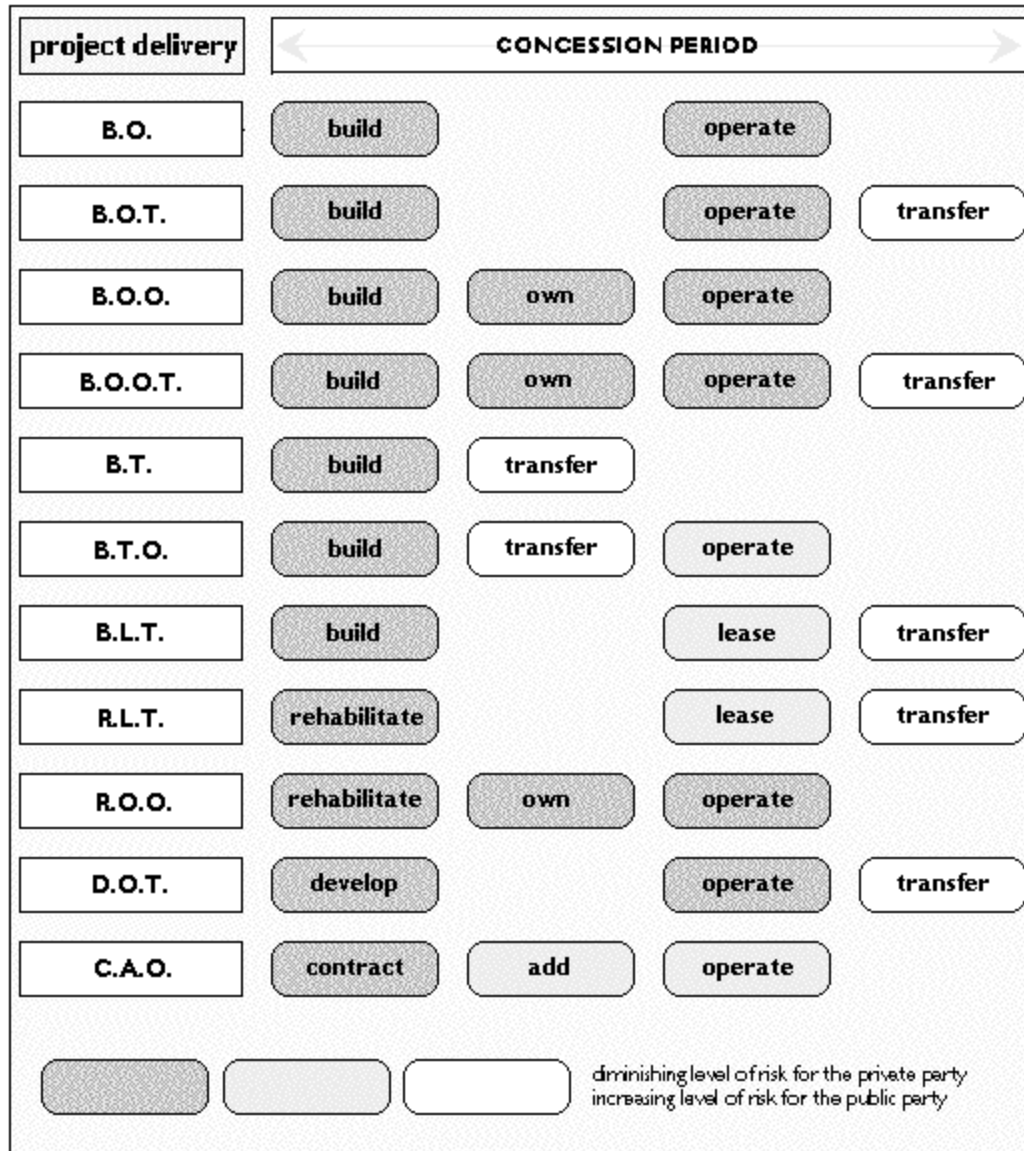 project delivery CONCESSION PERIOD
B.O. build operate
B.O.T. build operate transfer
B.O.O. build own operate
B.O.O.T. build own operate transfer
B.T. build transfer
B.T.O. build transfer operate
B.L.T. build lease transfer
R.L.T. rehabilitate lease transfer
R.O.O. rehabilitate own operate
D.O.T. develop operate transfer
C.A.O. contract add operate
diminishing level of risk for the private party
increasing level of risk for the public party